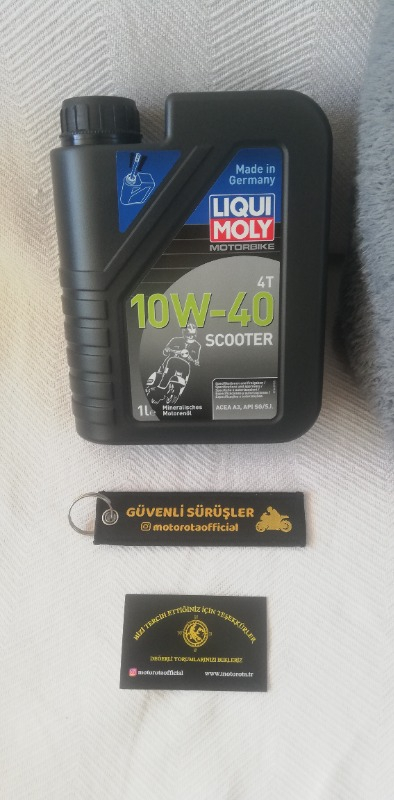 Made in
Germany
LIQUI
MOLY
MOTORBIKE
4T
10W-40
SCOOTER
1L
Mineralisches
Motorenöl
ACEA A3, API SG/SJ.
GÜVENLİ SÜRÜŞLER
motorotaofficial
BİZİ TERCİH ETTİĞİNİZ İÇİN TEŞEKKÜRLER
DEĞERLİ YORUMLARINIZI BEKLERİZ
motorotaofficial
www.motorotn.tr